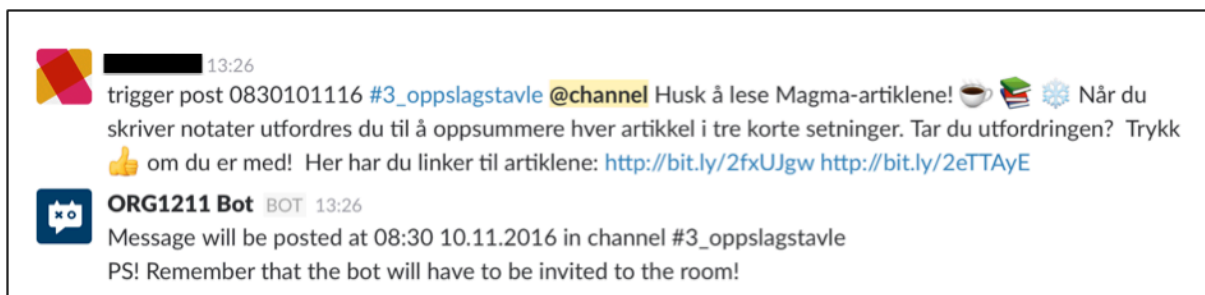 13:26
trigger post 0830101116 #3_oppslagstavle @channel Husk å lese Magma-artiklene! ☕ 📚 ❄️ Når du
skriver notater utfordres du til å oppsummere hver artikkel i tre korte setninger. Tar du utfordringen? Trykk
👍 om du er med! Her har du linker til artiklene: http://bit.ly/2fxUJgw http://bit.ly/2eTTAyE
ORG1211 Bot BOT 13:26
Message will be posted at 08:30 10.11.2016 in channel #3_oppslagstavle
PS! Remember that the bot will have to be invited to the room!